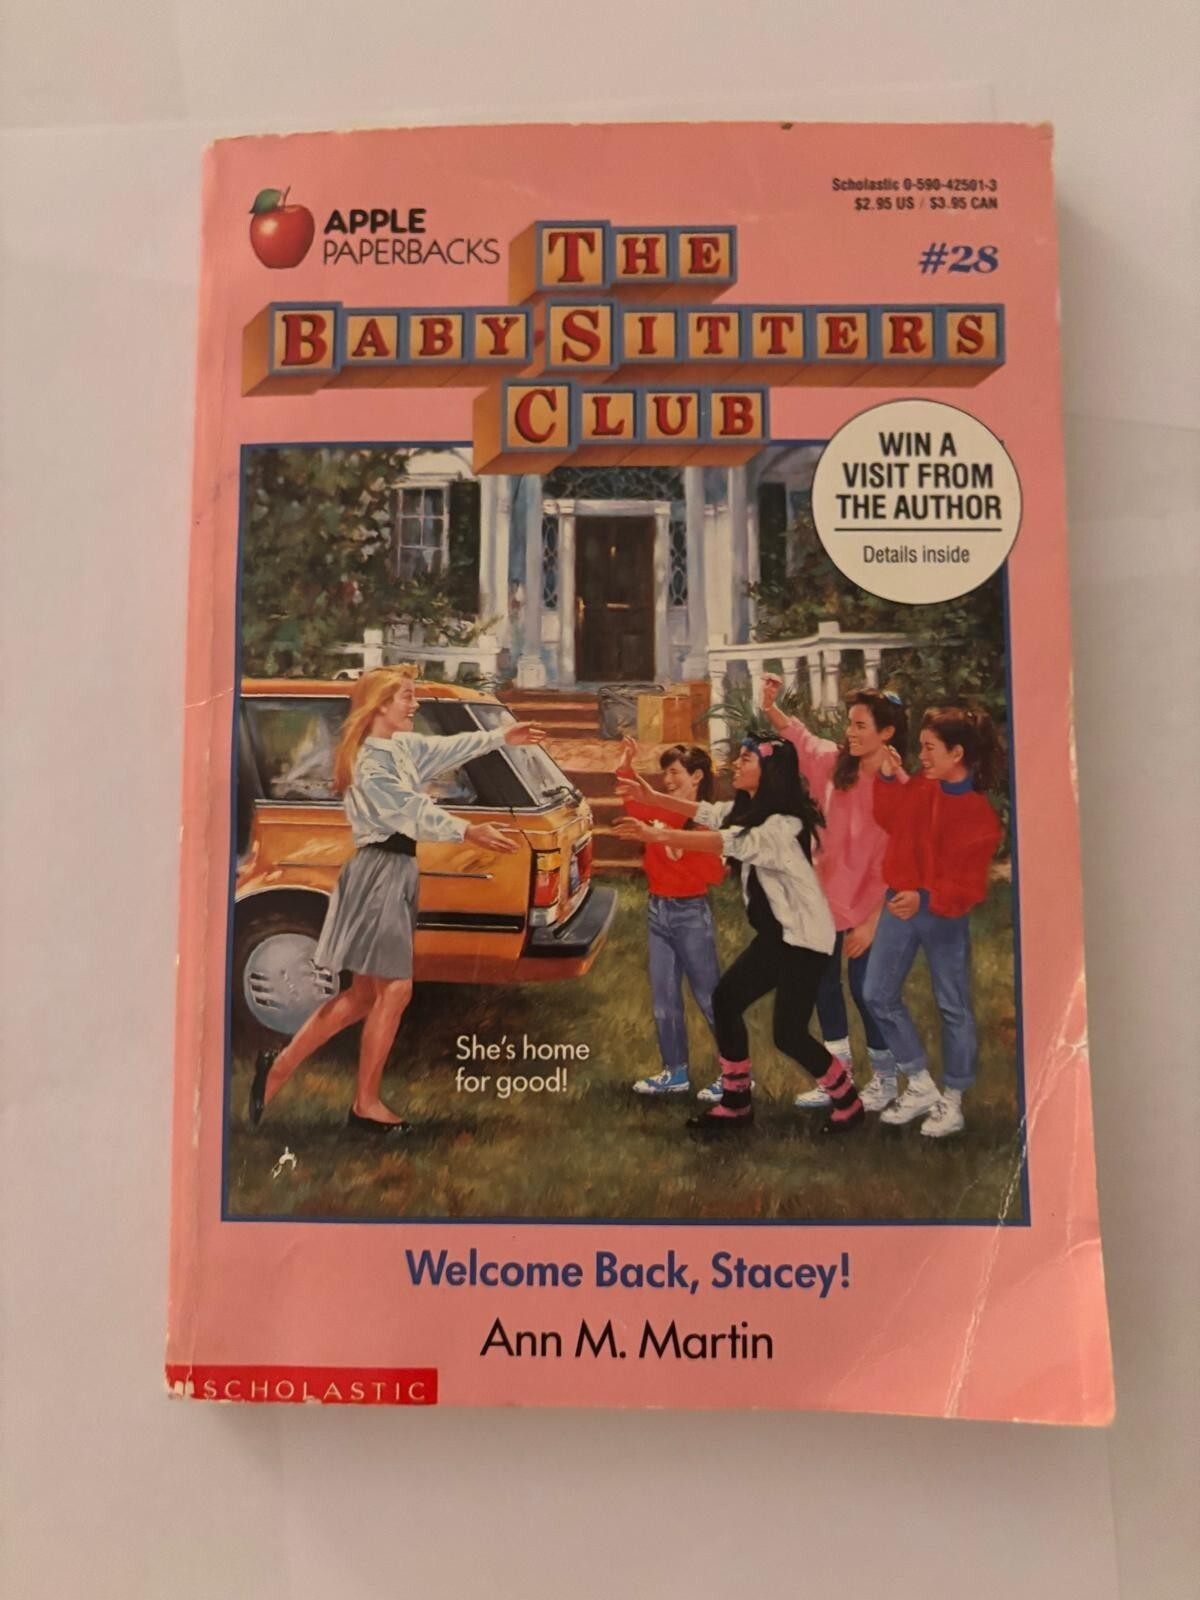 Scholastic 0-590-42501-3
$2.95 US / $3.95 CAN
APPLE
PAPERBACKS
#28
THE
BABY SITTERS
CLUB
WIN A
VISIT FROM
THE AUTHOR
Details inside
She's home
for good!
Welcome Back, Stacey!
Ann M. Martin
SCHOLASTIC